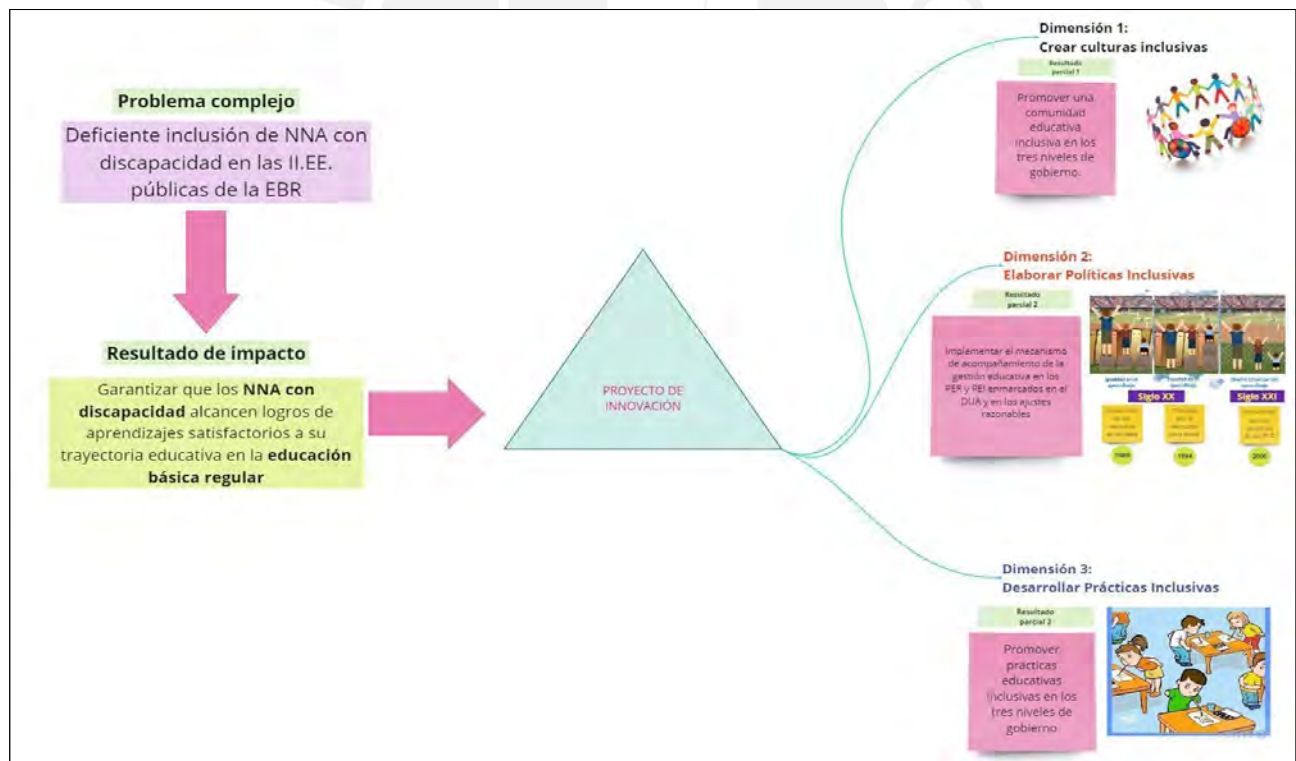 Problema complejo
Deficiente inclusión de NNA con
discapacidad en las II.EE.
públicas de la EBR
Resultado de impacto
Garantizar que los NNA con
discapacidad alcancen logros de
aprendizajes satisfactorios a su
trayectoria educativa en la educación
básica regular
PROYECTO DE
INNOVACIÓN
Dimensión 1:
Crear culturas inclusivas
Resultado
parcial 1
Promover una
comunidad
educativa
inclusiva en los
tres niveles de
gobierno.
Dimensión 2:
Elaborar Políticas Inclusivas
Resultado
parcial 2
Implementar el mecanismo
de acompañamiento de la
gestión educativa en los
PER y PEI enmarcados en el
DUA y en los ajustes
razonables
Siglo XX
Siglo XXI
1994
2006
Dimensión 3:
Desarrollar Prácticas Inclusivas
Resultado
parcial 2
Promover
prácticas
educativas
inclusivas en los
tres niveles de
gobierno